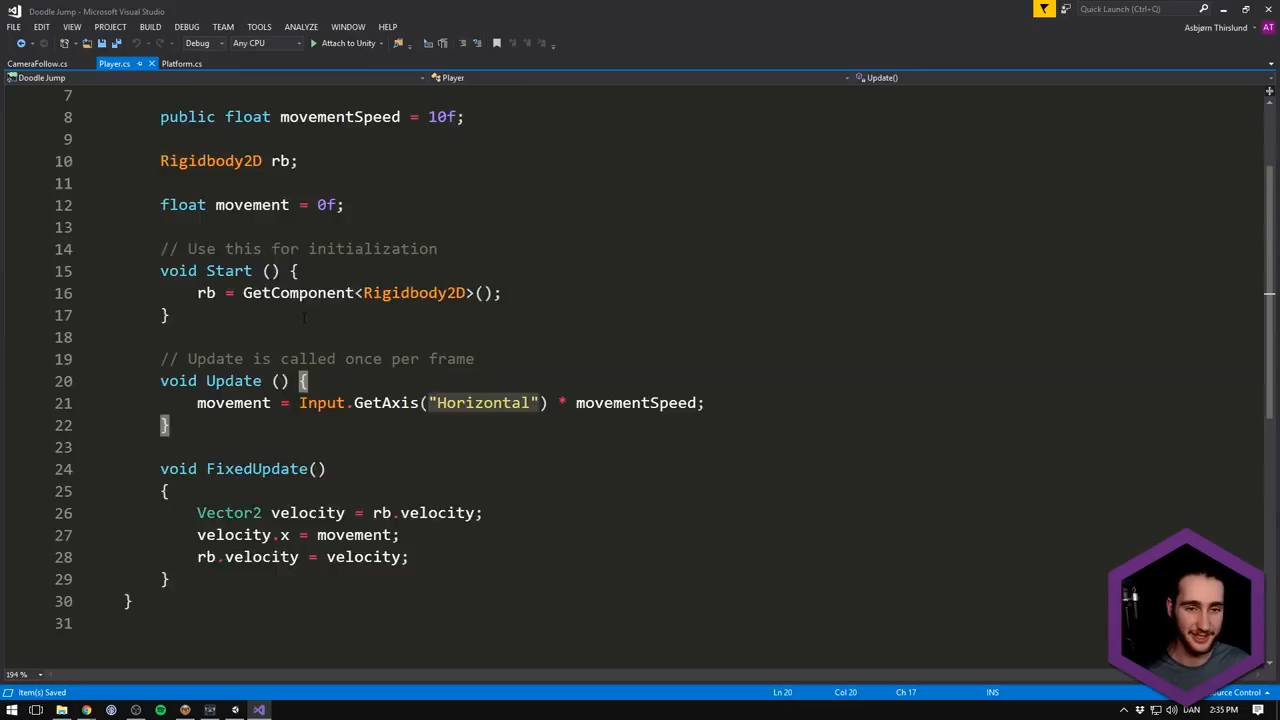 Doodle Jump - Microsoft Visual Studio
Quick Launch (Ctrl+Q)
FILE EDIT VIEW PROJECT BUILD DEBUG TEAM TOOLS ANALYZE WINDOW HELP
Asbjørn Thirslund AT
Debug Any CPU Attach to Unity
CameraFollow.cs Player.cs Platform.cs
Doodle Jump Player Update()
7
8 public float movementSpeed = 10f;
9
10 Rigidbody2D rb;
11
12 float movement = 0f;
13
14 // Use this for initialization
15 void Start () {
16 rb = GetComponent<Rigidbody2D>();
17 }
18
19 // Update is called once per frame
20 void Update () {
21 movement = Input.GetAxis("Horizontal") * movementSpeed;
22 }
23
24 void FixedUpdate()
25 {
26 Vector2 velocity = rb.velocity;
27 velocity.x = movement;
28 rb.velocity = velocity;
29 }
30 }
31
194 %
Item(s) Saved Ln 20 Col 20 Ch 17 INS ource Control
DAN 2:35 PM